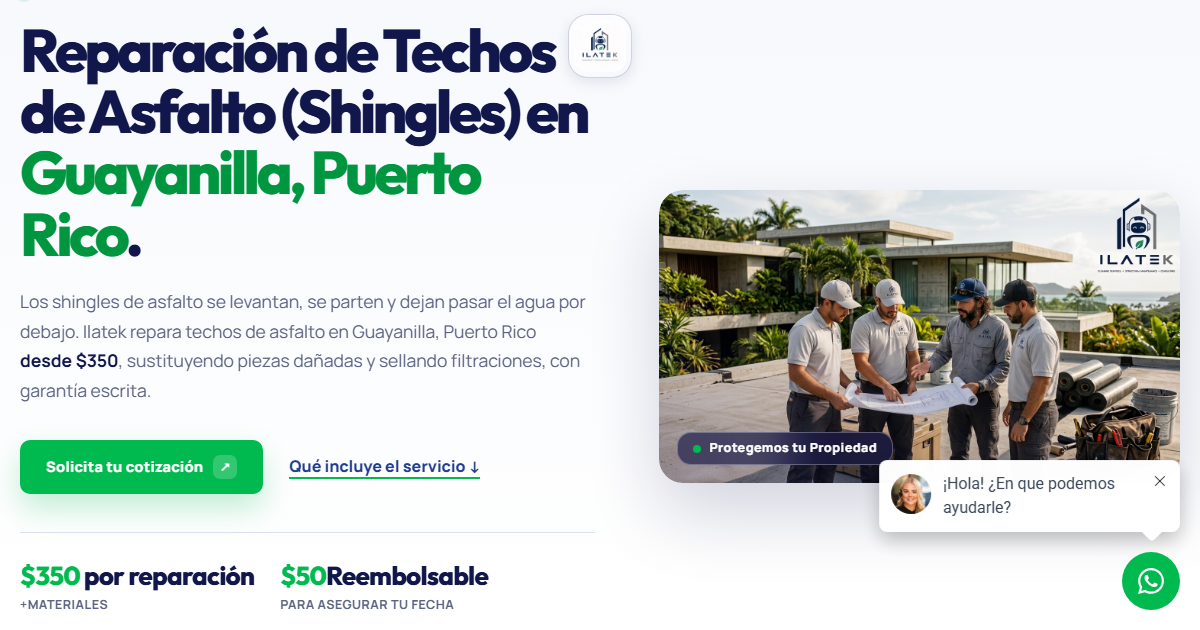 Reparación de Techos
de Asfalto (Shingles) en
Guayanilla, Puerto
Rico.
ILATEK
Los shingles de asfalto se levantan, se parten y dejan pasar el agua por
debajo. Ilatek repara techos de asfalto en Guayanilla, Puerto Rico
desde $350, sustituyendo piezas dañadas y sellando filtraciones, con
garantía escrita.
Solicita tu cotización ↗
Qué incluye el servicio ↓
$350 por reparación
+MATERIALES
$50Reembolsable
PARA ASEGURAR TU FECHA
ILATEK
Protegemos tu Propiedad
¡Hola! ¿En que podemos
ayudarle?